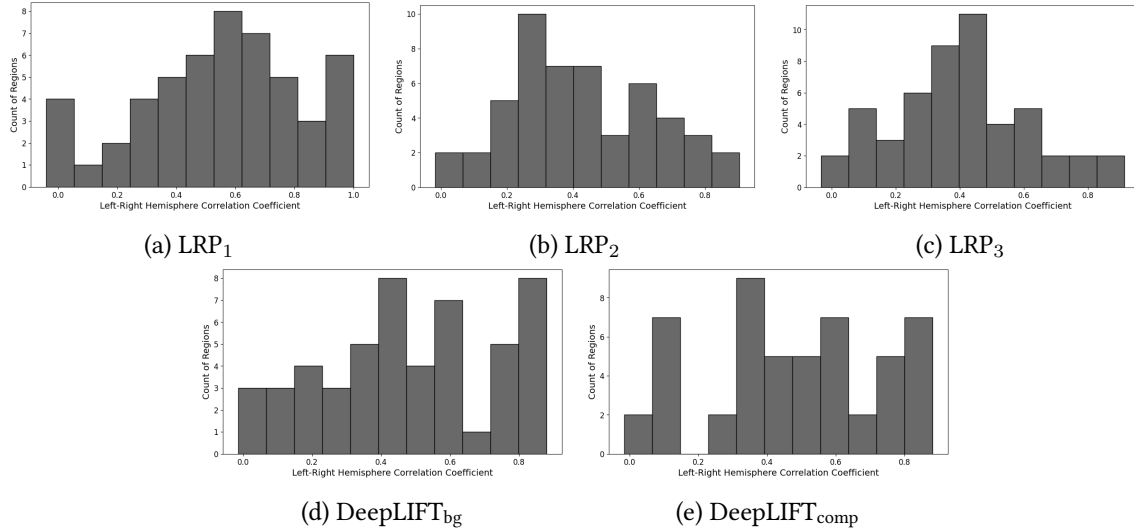 8
7
6
5
4
3
2
1
0
Count of Regions
0.0 0.2 0.4 0.6 0.8 1.0
Left-Right Hemisphere Correlation Coefficient
(a) LRP₁
10
8
6
4
2
0
Count of Regions
0.0 0.2 0.4 0.6 0.8
Left-Right Hemisphere Correlation Coefficient
(b) LRP₂
10
8
6
4
2
0
Count of Regions
0.0 0.2 0.4 0.6 0.8
Left-Right Hemisphere Correlation Coefficient
(c) LRP₃
8
7
6
5
4
3
2
1
0
Count of Regions
0.0 0.2 0.4 0.6 0.8
Left-Right Hemisphere Correlation Coefficient
(d) DeepLIFT_bg
8
6
4
2
0
Count of Regions
0.0 0.2 0.4 0.6 0.8
Left-Right Hemisphere Correlation Coefficient
(e) DeepLIFT_comp